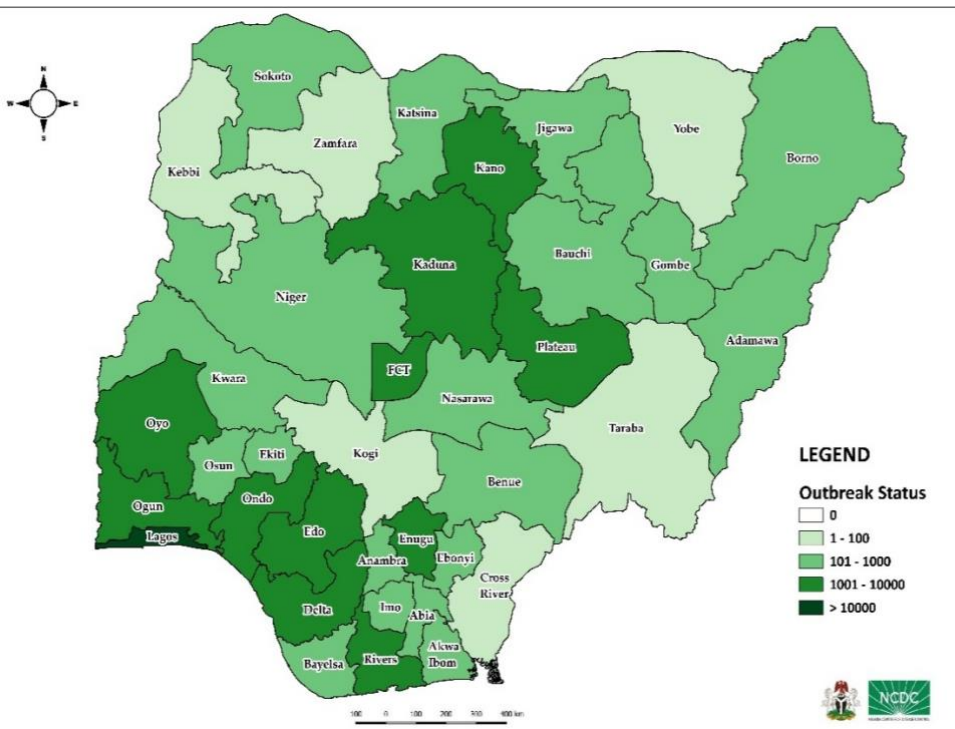 N
W E
S
Sokoto
Katsina
Zamfara
Jigawa
Yobe
Kano
Borno
Kebbi
Kaduna
Bauchi
Gombe
Niger
Plateau
Adamawa
FCT
Kwara
Nasarawa
Oyo
Taraba
Osun
Ekiti
Kogi
Benue
Ogun
Ondo
Edo
Lagos
Enugu
Anambra
Ebonyi
Cross
River
Delta
Imo
Abia
Akwa
Ibom
Bayelsa
Rivers
LEGEND
Outbreak Status
0
1 - 100
101 - 1000
1001 - 10000
> 10000
100 0 100 200 300 400 km
NCDC